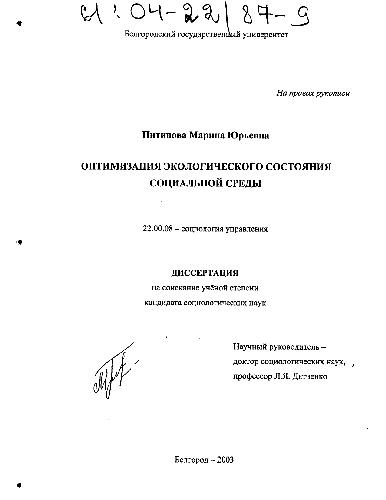 61:04-22/87-9
Белгородский государственный университет
На правах рукописи
Питинова Марина Юрьевна
ОПТИМИЗАЦИЯ ЭКОЛОГИЧЕСКОГО СОСТОЯНИЯ
СОЦИАЛЬНОЙ СРЕДЫ
22.00.08 – социология управления
ДИССЕРТАЦИЯ
на соискание учёной степени
кандидата социологических наук
Научный руководитель –
доктор социологических наук,
профессор Л.Я. Дятченко
Белгород – 2003